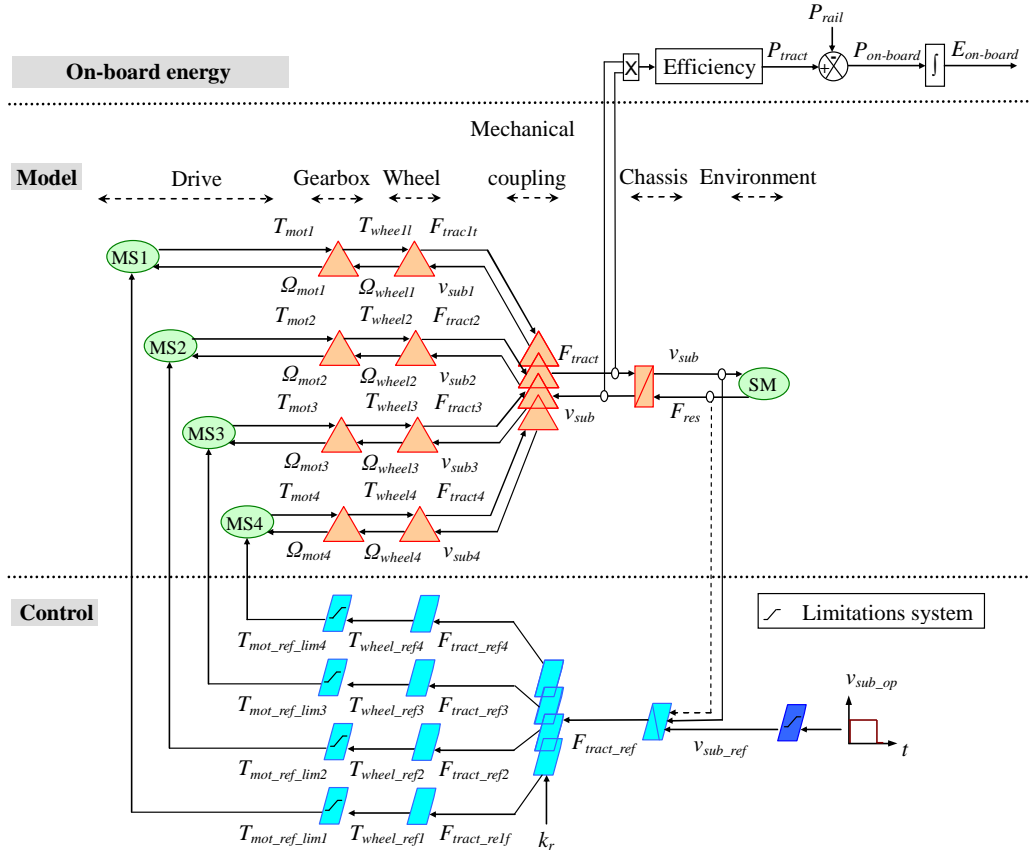 P_rail
On-board energy
X
Efficiency
P_tract
+
-
P_on-board
∫
E_on-board
Mechanical
Model
Drive
Gearbox
Wheel
coupling
Chassis
Environment
MS1
T_mot1
T_wheel1
F_trac1t
Ω_mot1
Ω_wheel1
v_sub1
MS2
T_mot2
T_wheel2
F_tract2
Ω_mot2
Ω_wheel2
v_sub2
F_tract
v_sub
SM
v_sub
F_res
MS3
T_mot3
T_wheel3
F_tract3
Ω_mot3
Ω_wheel3
v_sub3
MS4
T_mot4
T_wheel4
F_tract4
Ω_mot4
Ω_wheel4
v_sub4
Control
Limitations system
T_mot_ref_lim4
T_wheel_ref4
F_tract_ref4
T_mot_ref_lim3
T_wheel_ref3
F_tract_ref3
v_sub_op
t
F_tract_ref
v_sub_ref
T_mot_ref_lim2
T_wheel_ref2
F_tract_ref2
T_mot_ref_lim1
T_wheel_ref1
F_tract_re1f
k_r